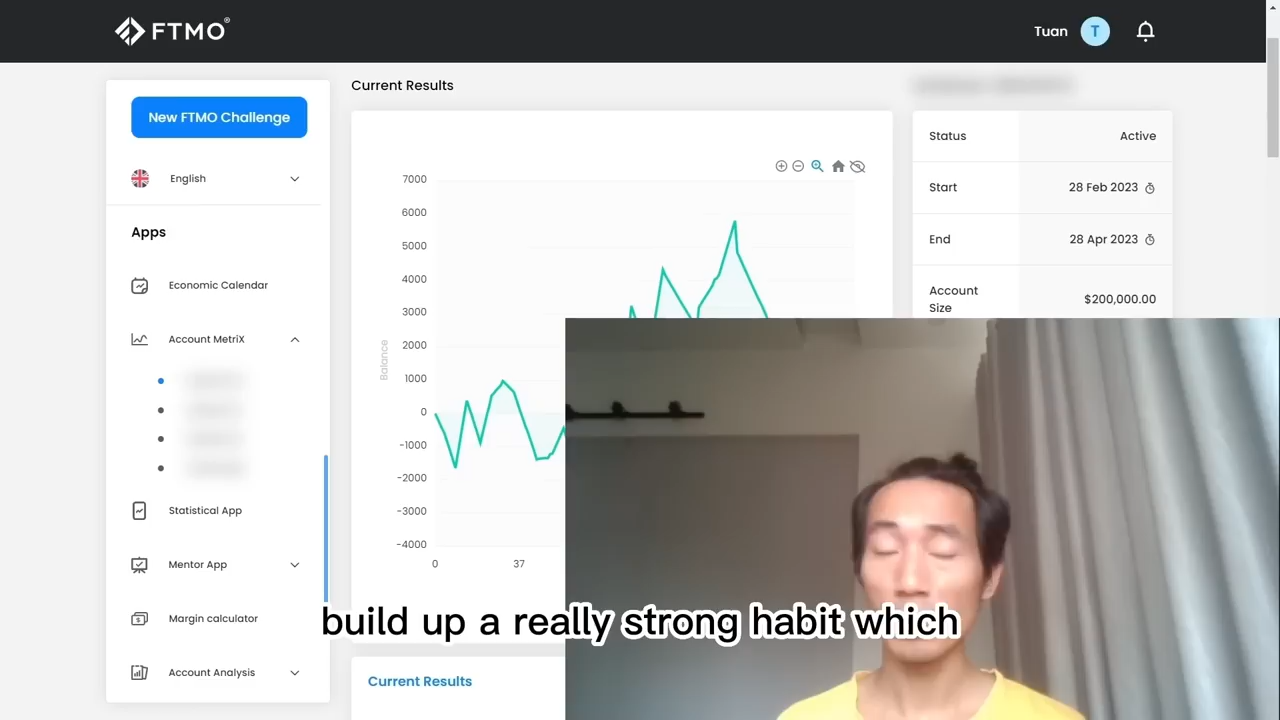 FTMO®
Tuan
T
New FTMO Challenge
English
Apps
Economic Calendar
Account MetriX
Statistical App
Mentor App
Margin calculator
Account Analysis
Current Results
7000
6000
5000
4000
3000
2000
1000
0
-1000
-2000
-3000
-4000
Balance
0
37
Current Results
Status
Active
Start
28 Feb 2023
End
28 Apr 2023
Account
Size
$200,000.00
build up a really strong habit which